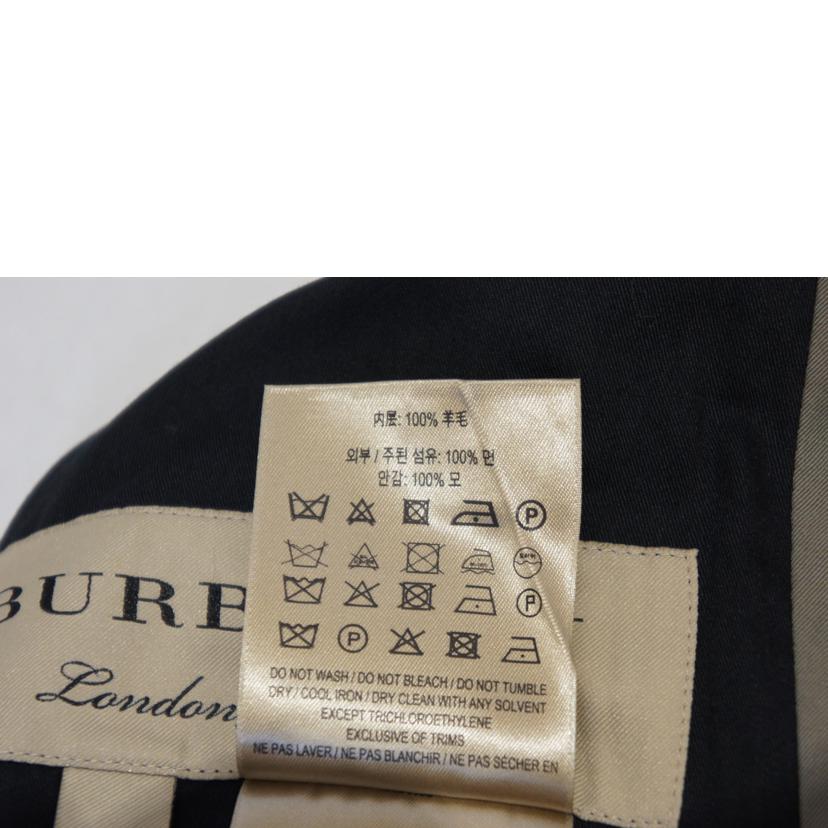 内层: 100% 羊毛
외부 / 주된 섬유: 100% 면
안감: 100% 모
P
P
P
BURB
London
DO NOT WASH / DO NOT BLEACH / DO NOT TUMBLE
DRY / COOL IRON / DRY CLEAN WITH ANY SOLVENT
EXCEPT TRICHLOROETHYLENE
EXCLUSIVE OF TRIMS
NE PAS LAVER / NE PAS BLANCHIR / NE PAS SÉCHER EN